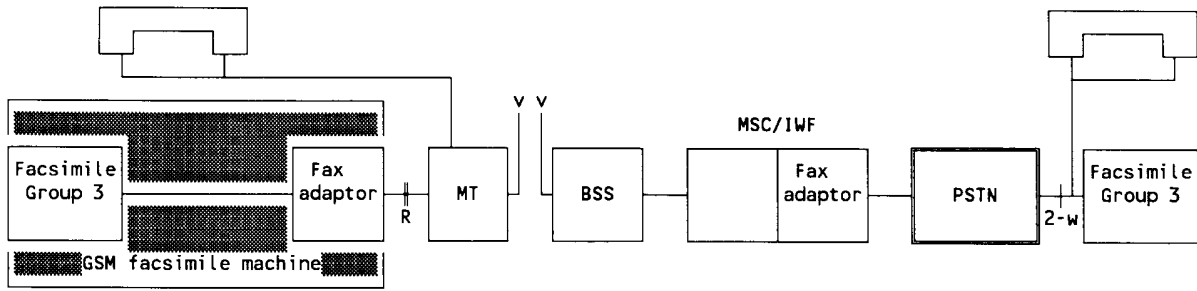 V V
MSC/IWF
Facsimile
Group 3
Fax
adaptor
R
MT
BSS
Fax
adaptor
PSTN
2-w
Facsimile
Group 3
GSM facsimile machine